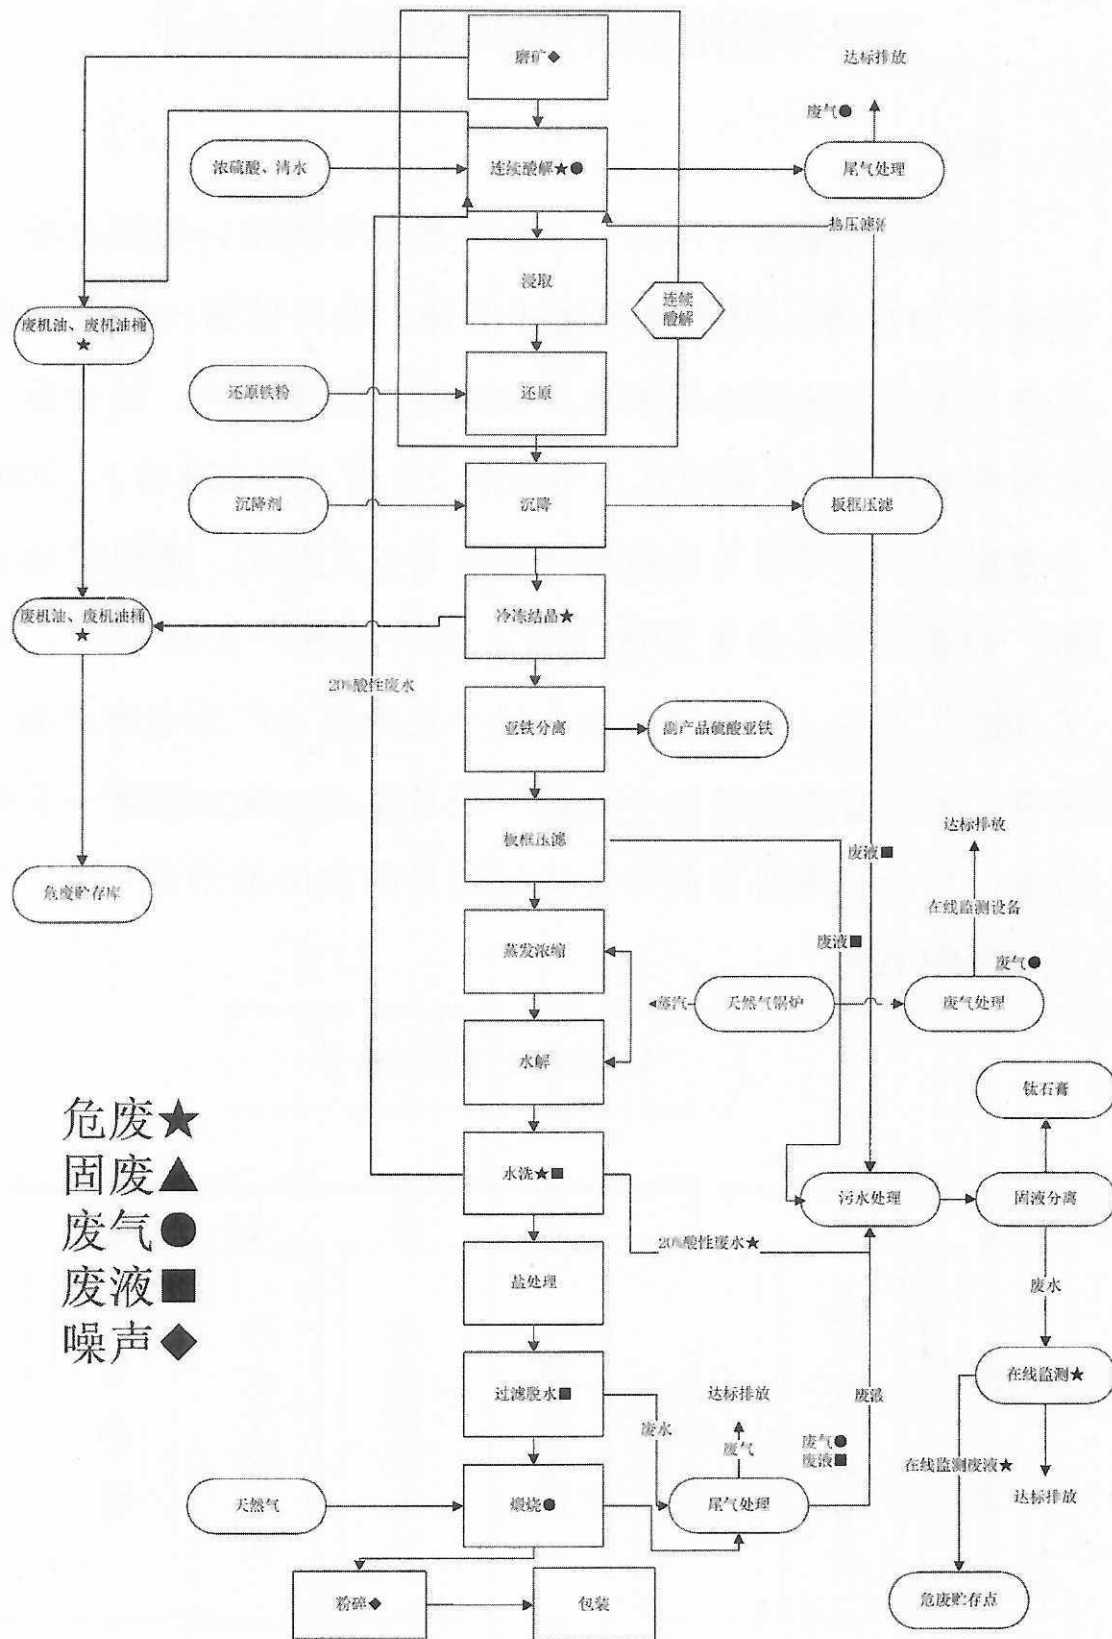 磨矿◆
达标排放
废气●
浓硫酸、清水
连续酸解★●
尾气处理
热压滤液
浸取
连续
酸解
废机油、废机油桶
★
还原铁粉
还原
沉降剂
沉降
板框压滤
冷冻结晶★
废机油、废机油桶
★
20%酸性废水
亚铁分离
副产品硫酸亚铁
板框压滤
废液■
达标排放
危废贮存库
在线监测设备
废液■
蒸发浓缩
废气●
蒸汽
天然气锅炉
废气处理
水解
钛石膏
危废★
固废▲
废气●
废液■
噪声◆
水洗★■
污水处理
固液分离
20%酸性废水★
盐处理
废水
过滤脱水■
达标排放
废液
在线监测★
废水
废气
废气●
废液■
在线监测废液★
达标排放
天然气
煅烧●
尾气处理
粉碎◆
包装
危废贮存点